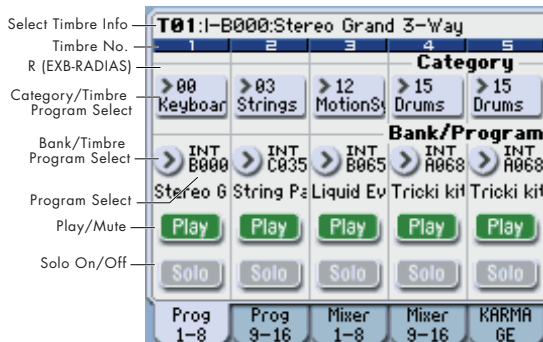 Select Timbre Info
T01:I-B000:Stereo Grand 3-Way
Timbre No.
1 2 3 4 5
R (EXB-RADIAS)
Category
Category/Timbre
Program Select
>00 >03 >12 >15 >15
Keyboar Strings MotionSy Drums Drums
Bank/Program
Bank/Timbre
Program Select
> INT > INT > INT > INT > INT
B000 C035 B065 A068 A068
Program Select
Stereo G String Pa Liquid Ev Tricki kit Tricki kit
Play/Mute
Play Play Play Play Play
Solo On/Off
Solo Solo Solo Solo Solo
Prog Prog Mixer Mixer KARMA
1-8 9-16 1-8 9-16 GE